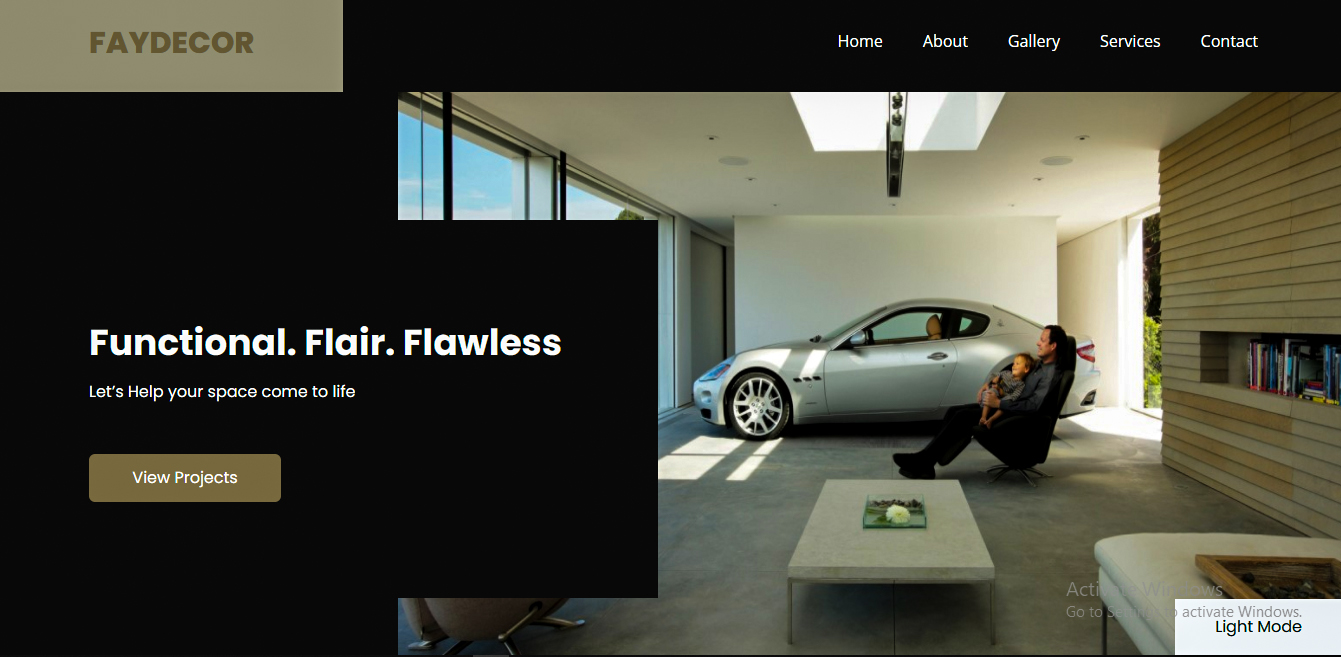 FAYDECOR
Home About Gallery Services Contact
Functional. Flair. Flawless
Let's Help your space come to life
View Projects
Activate Windows
Go to Settings to activate Windows.
Light Mode